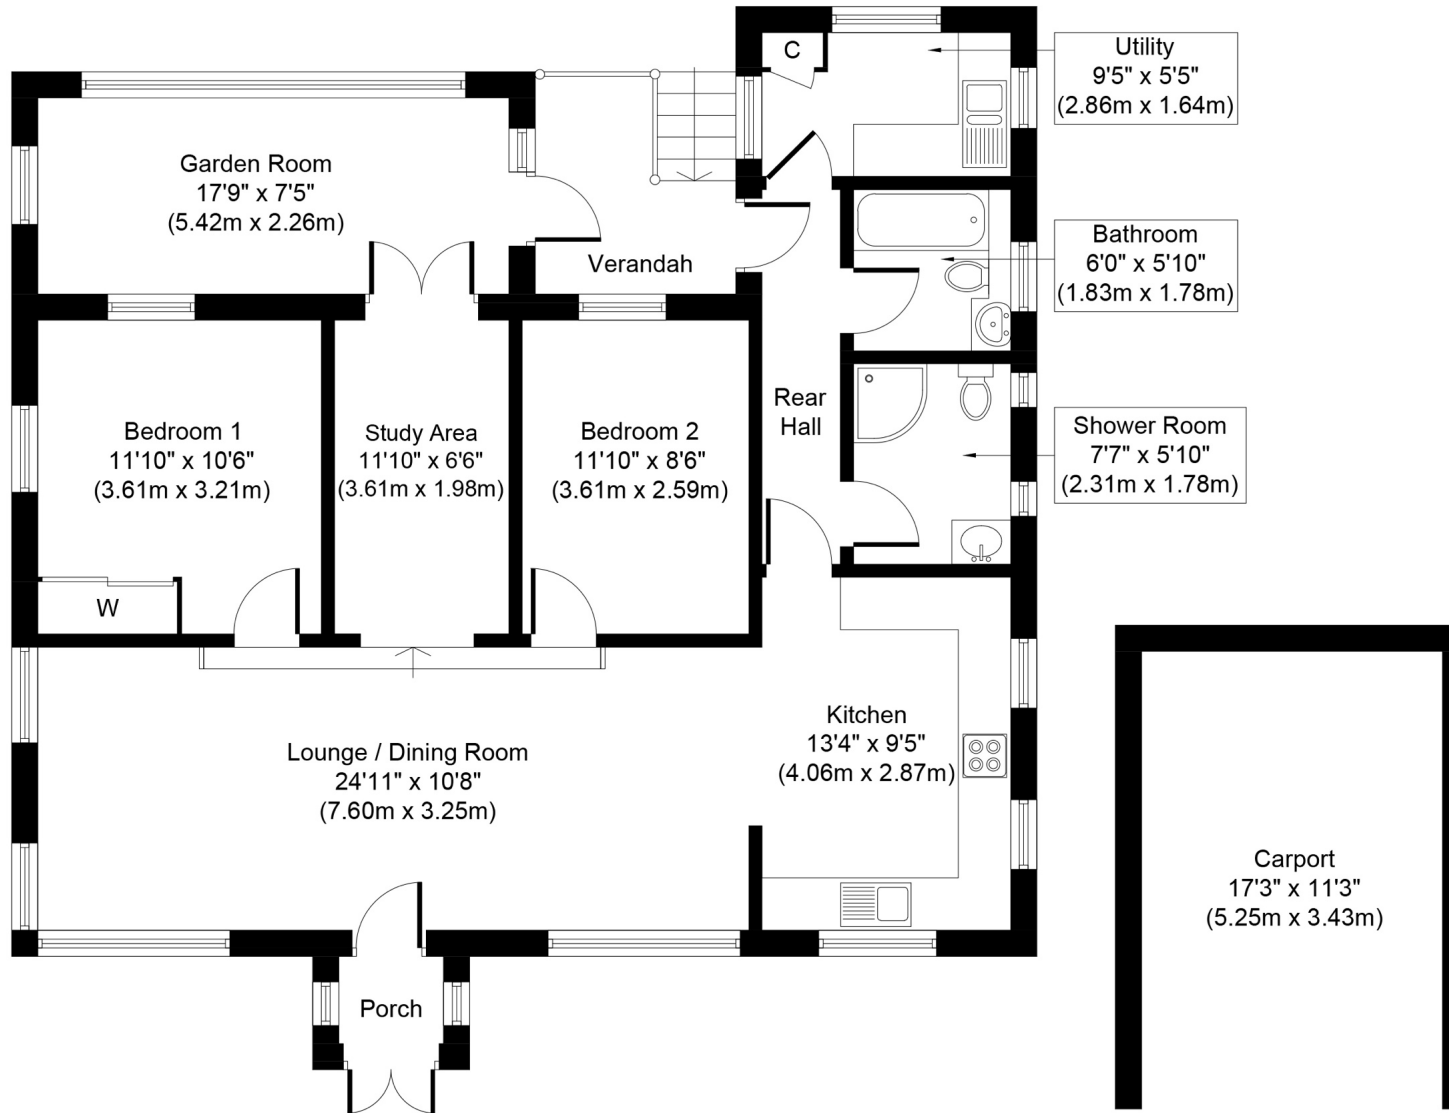 C
Utility
9'5" x 5'5"
(2.86m x 1.64m)
Garden Room
17'9" x 7'5"
(5.42m x 2.26m)
Verandah
Bathroom
6'0" x 5'10"
(1.83m x 1.78m)
Bedroom 1
11'10" x 10'6"
(3.61m x 3.21m)
Study Area
11'10" x 6'6"
(3.61m x 1.98m)
Bedroom 2
11'10" x 8'6"
(3.61m x 2.59m)
Rear
Hall
Shower Room
7'7" x 5'10"
(2.31m x 1.78m)
W
Lounge / Dining Room
24'11" x 10'8"
(7.60m x 3.25m)
Kitchen
13'4" x 9'5"
(4.06m x 2.87m)
Carport
17'3" x 11'3"
(5.25m x 3.43m)
Porch